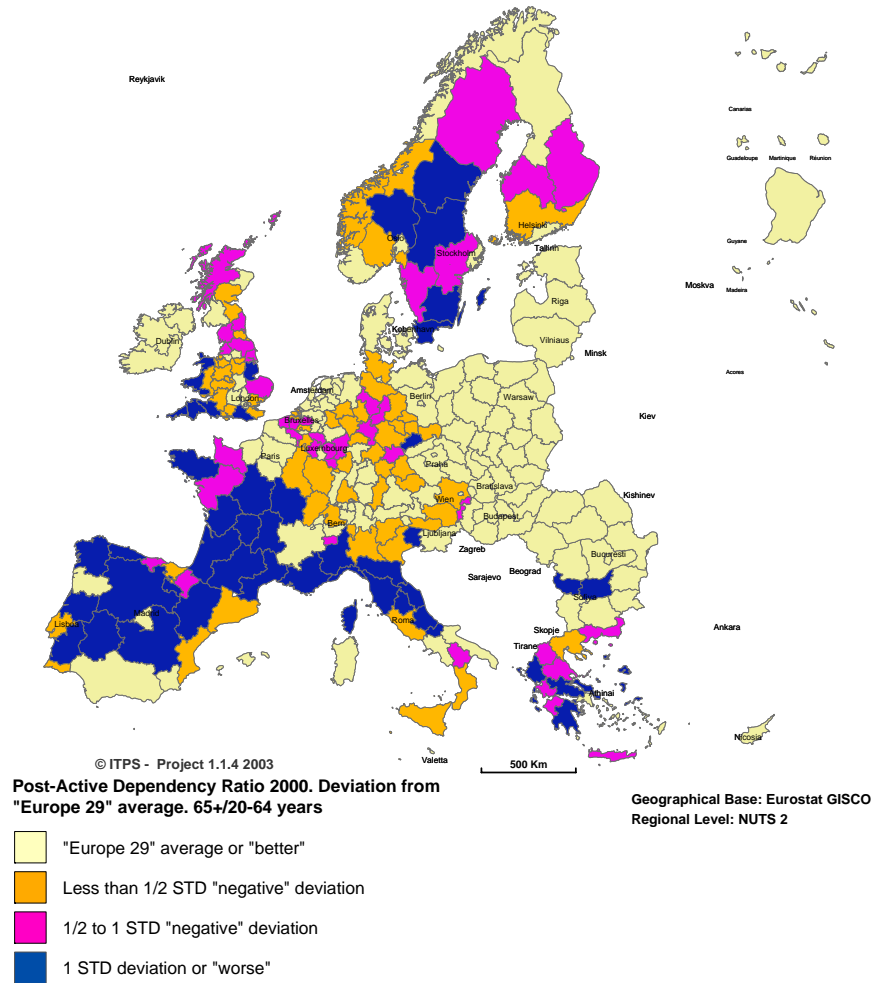 Reykjavik
Canarias
Guadeloupe Martinique Réunion
Helsinki
Oslo
Guyane
Tallinn
Stockholm
Moskva
Madeira
Riga
Kobenhavn
Dublin
Vilniaus
Minsk
Acores
Amsterdam
Berlin
Warsaw
London
Kiev
Bruxelles
Luxembourg
Paris
Praha
Bratislava
Kishinev
Wien
Budapest
Bern
Ljubljana
Zagreb
Bucuresti
Beograd
Sarajevo
Sofiya
Madrid
Lisboa
Roma
Skopje
Ankara
Tirane
Athinai
Nicosia
Valetta
500 Km
© ITPS - Project 1.1.4 2003
Post-Active Dependency Ratio 2000. Deviation from
"Europe 29" average. 65+/20-64 years
Geographical Base: Eurostat GISCO
Regional Level: NUTS 2
"Europe 29" average or "better"
Less than 1/2 STD "negative" deviation
1/2 to 1 STD "negative" deviation
1 STD deviation or "worse"